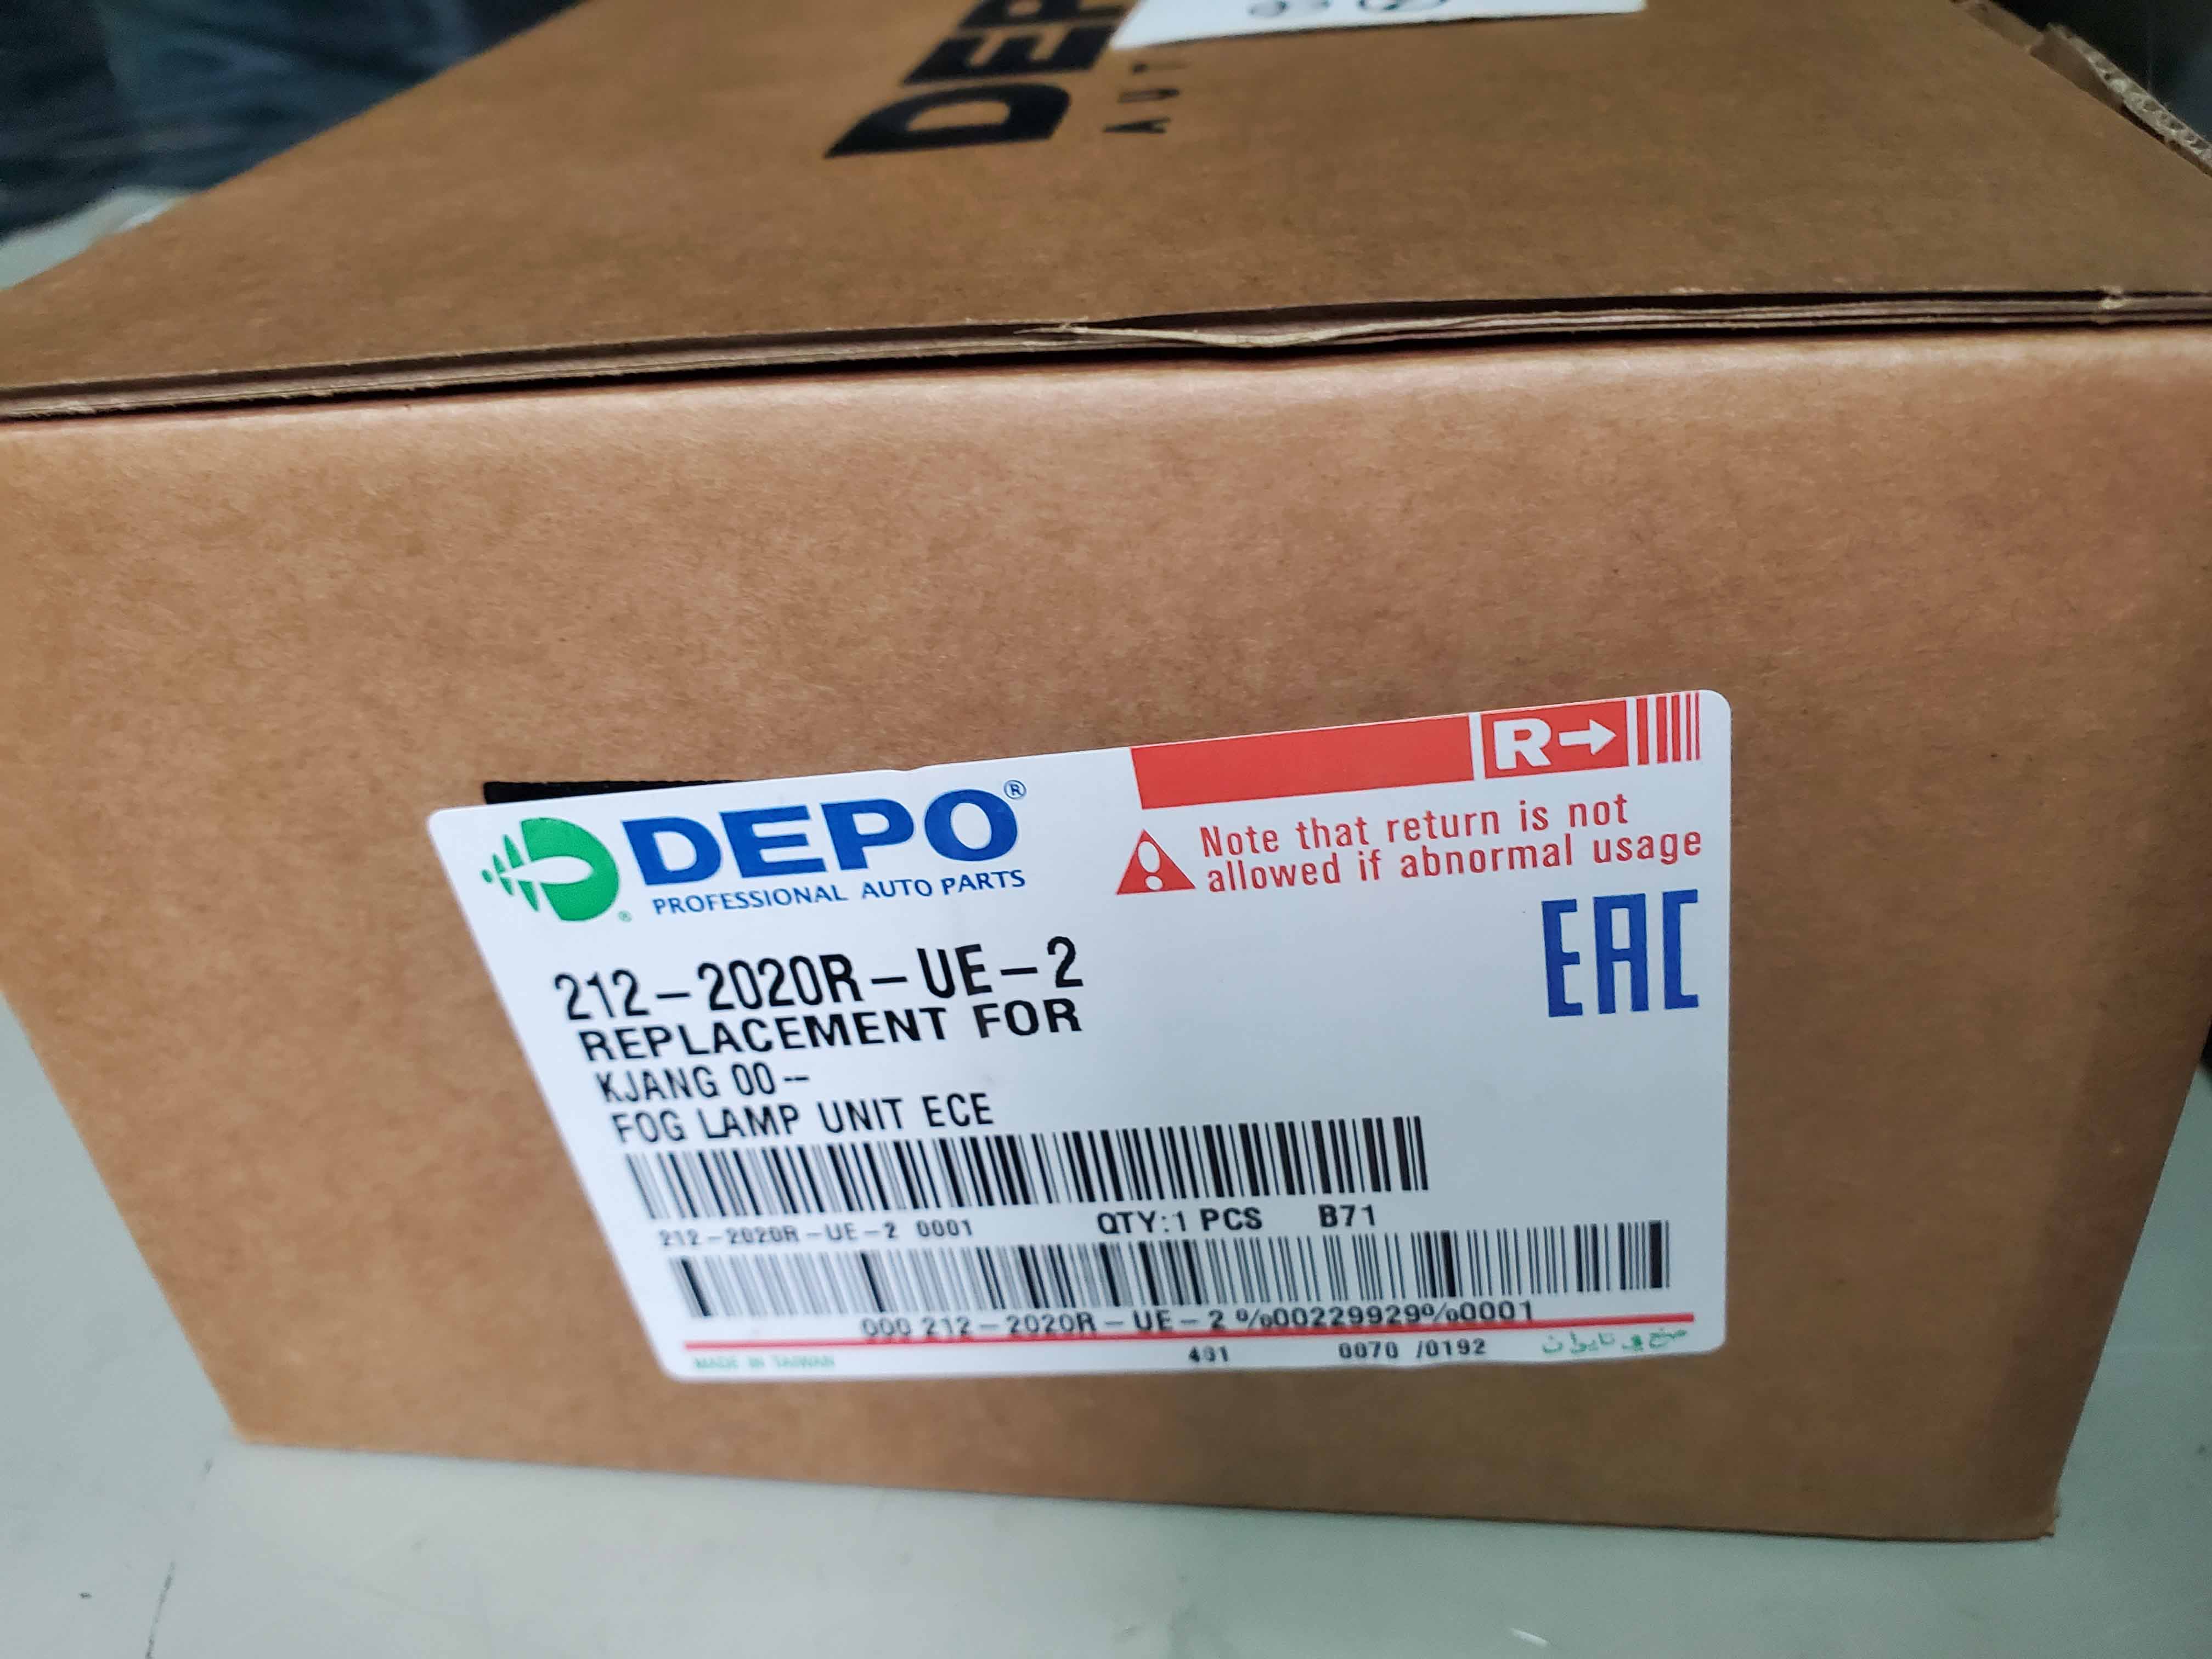 DEP
AUT
R→
DEPO®
PROFESSIONAL AUTO PARTS
Note that return is not
allowed if abnormal usage
EAC
212-2020R-UE-2
REPLACEMENT FOR
KJANG 00--
FOG LAMP UNIT ECE
212-2020R-UE-2 0001 QTY:1 PCS B71
000 212-2020R-UE-2%00229929%0001
MADE IN TAIWAN 491 0070 /0192 صنع في تايوان